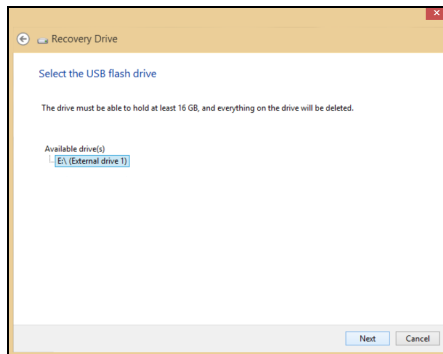 Recovery Drive
Select the USB flash drive
The drive must be able to hold at least 16 GB, and everything on the drive will be deleted.
Available drive(s)
E:\ (External drive 1)
Next Cancel